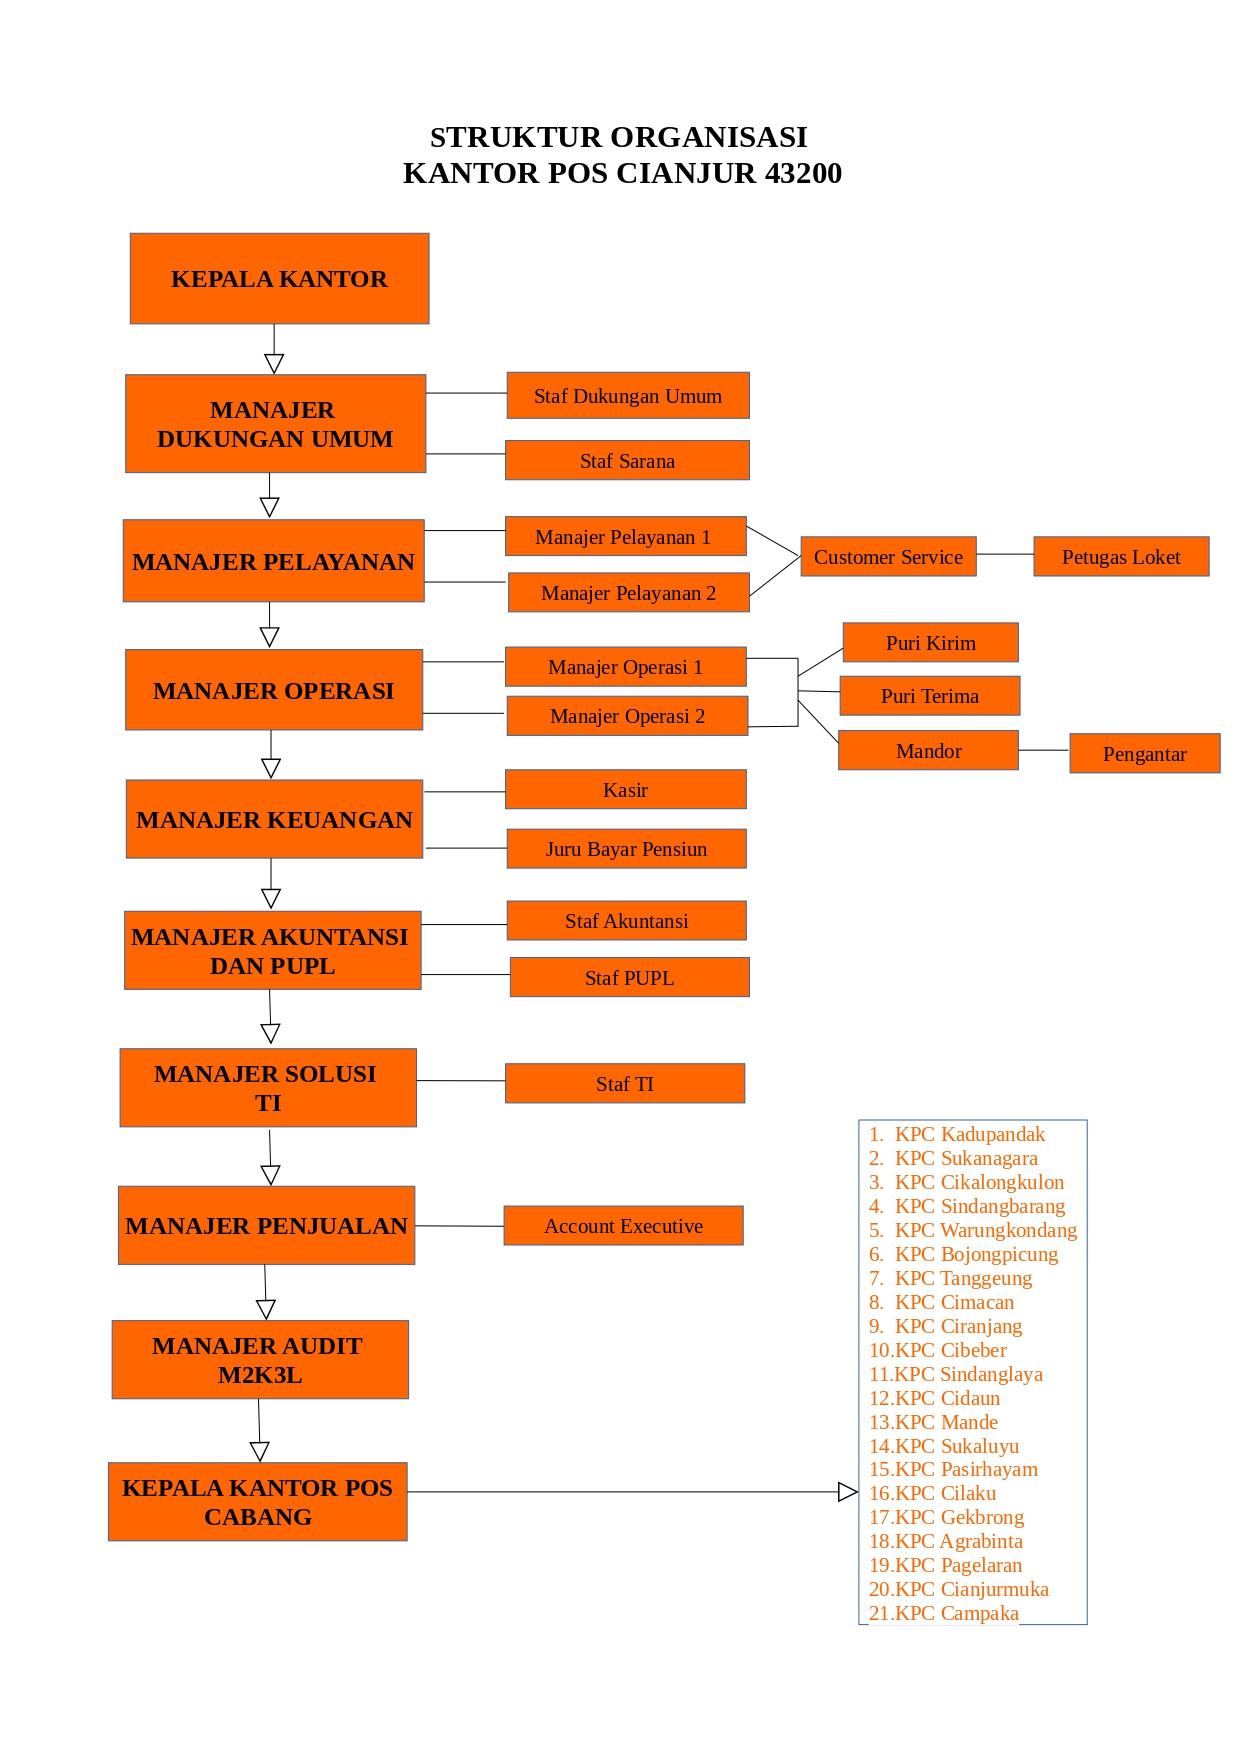 STRUKTUR ORGANISASI
KANTOR POS CIANJUR 43200
KEPALA KANTOR
MANAJER
DUKUNGAN UMUM
Staf Dukungan Umum
Staf Sarana
MANAJER PELAYANAN
Manajer Pelayanan 1
Manajer Pelayanan 2
Customer Service
Petugas Loket
MANAJER OPERASI
Manajer Operasi 1
Manajer Operasi 2
Puri Kirim
Puri Terima
Mandor
Pengantar
MANAJER KEUANGAN
Kasir
Juru Bayar Pensiun
MANAJER AKUNTANSI
DAN PUPL
Staf Akuntansi
Staf PUPL
MANAJER SOLUSI
TI
Staf TI
MANAJER PENJUALAN
Account Executive
MANAJER AUDIT
M2K3L
KEPALA KANTOR POS
CABANG
1. KPC Kadupandak
2. KPC Sukanagara
3. KPC Cikalongkulon
4. KPC Sindangbarang
5. KPC Warungkondang
6. KPC Bojongpicung
7. KPC Tanggeung
8. KPC Cimacan
9. KPC Ciranjang
10.KPC Cibeber
11.KPC Sindanglaya
12.KPC Cidaun
13.KPC Mande
14.KPC Sukaluyu
15.KPC Pasirhayam
16.KPC Cilaku
17.KPC Gekbrong
18.KPC Agrabinta
19.KPC Pagelaran
20.KPC Cianjurmuka
21.KPC Campaka